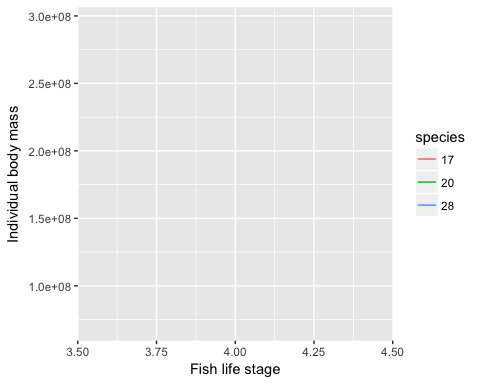 3.0e+08
2.5e+08
2.0e+08
1.5e+08
1.0e+08
Individual body mass
3.50
3.75
4.00
4.25
4.50
Fish life stage
species
17
20
28